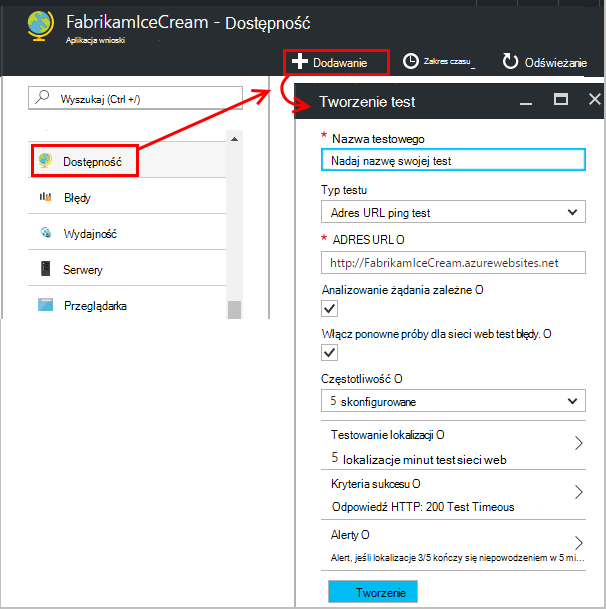 FabrikamIceCream - Dostępność
Aplikacja wnioski
Dodawanie
Zakres czasu_
Odświeżanie
Wyszukaj (Ctrl +/)
Dostępność
Błędy
Wydajność
Serwery
Przeglądarka
Tworzenie test
* Nazwa testowego
Nadaj nazwę swojej test
Typ testu
Adres URL ping test
* ADRES URL O
http://FabrikamIceCream.azurewebsites.net
Analizowanie żądania zależne O
Włącz ponowne próby dla sieci web test błędy. O
Częstotliwość O
5 skonfigurowane
Testowanie lokalizacji O
5 lokalizacje minut test sieci web
Kryteria sukcesu O
Odpowiedź HTTP: 200 Test Timeous
Alerty O
Alert, jeśli lokalizacje 3/5 kończy się niepowodzeniem w 5 mi...
Tworzenie